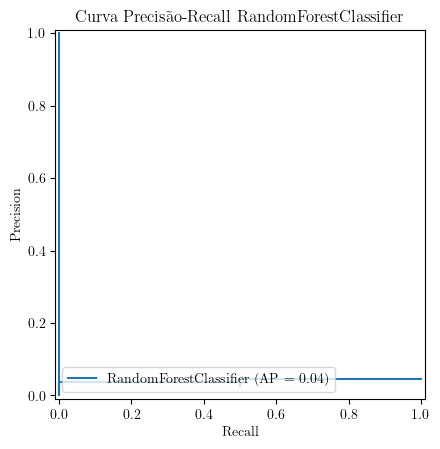 Curva Precisão-Recall RandomForestClassifier
1.0
0.8
0.6
0.4
0.2
0.0
Precision
RandomForestClassifier (AP = 0.04)
0.0 0.2 0.4 0.6 0.8 1.0
Recall